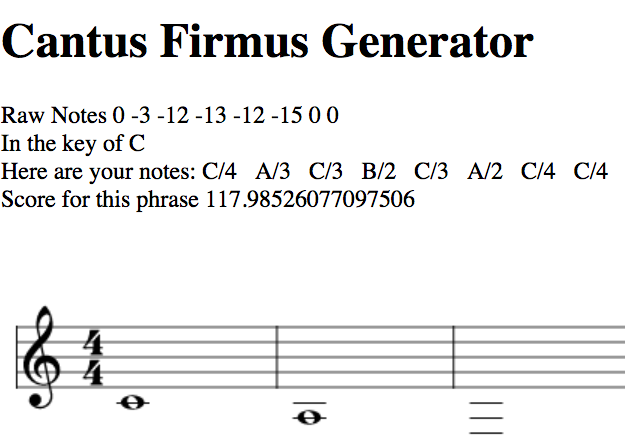 Cantus Firmus Generator
Raw Notes 0 -3 -12 -13 -12 -15 0 0
In the key of C
Here are your notes: C/4 A/3 C/3 B/2 C/3 A/2 C/4 C/4
Score for this phrase 117.98526077097506
4
4